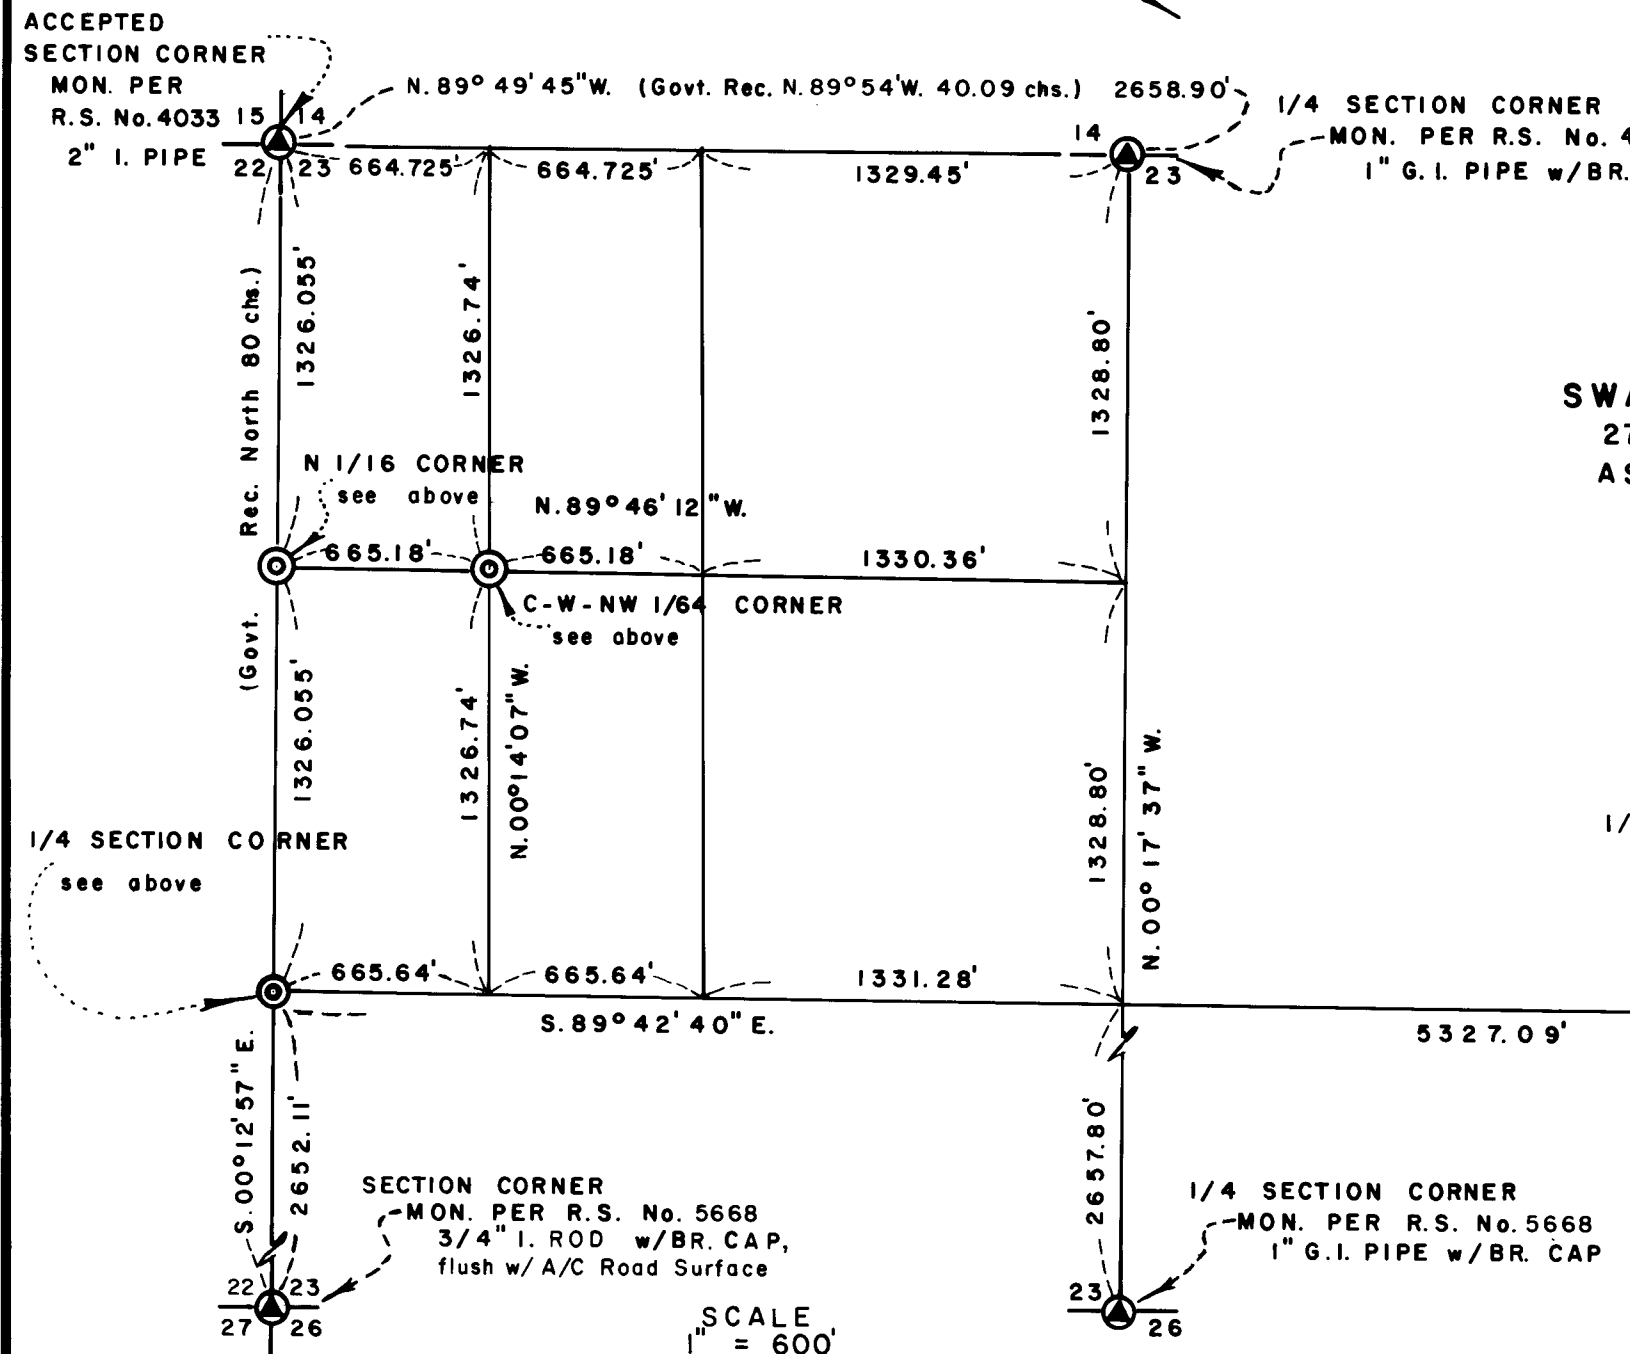 ACCEPTED
SECTION CORNER
MON. PER
R.S. No. 4033
2" I. PIPE
15 14
22 23
N. 89° 49' 45" W. (Govt. Rec. N. 89° 54' W. 40.09 chs.) 2658.90'
1/4 SECTION CORNER
MON. PER R.S. No. 4
1" G.I. PIPE w/BR.
14
23
664.725' 664.725' 1329.45'
(Govt. Rec. North 80 chs.)
1326.055'
1326.74'
1328.80'
SWA
27
AS
N 1/16 CORNER
see above
N. 89° 46' 12" W.
665.18' 665.18' 1330.36'
C-W-NW 1/64 CORNER
see above
1326.055'
1326.74'
N. 00° 14' 07" W.
1328.80'
N. 00° 17' 37" W.
1/
1/4 SECTION CORNER
see above
665.64' 665.64' 1331.28'
S. 89° 42' 40" E.
5327.09'
S. 00° 12' 57" E.
2652.11'
2657.80'
SECTION CORNER
MON. PER R.S. No. 5668
3/4" I. ROD w/BR. CAP,
flush w/ A/C Road Surface
1/4 SECTION CORNER
MON. PER R.S. No. 5668
1" G.I. PIPE w/BR. CAP
22 23
27 26
23
26
SCALE
1" = 600'